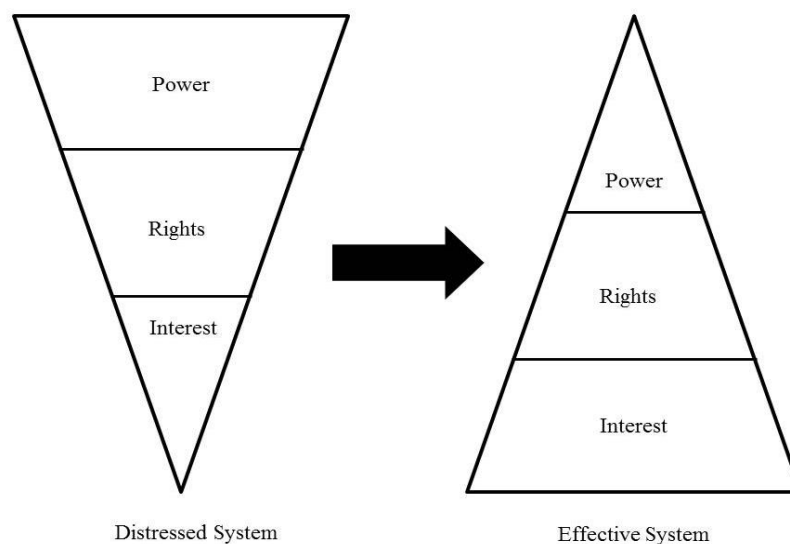 Power
Rights
Interest
Distressed System
Power
Rights
Interest
Effective System